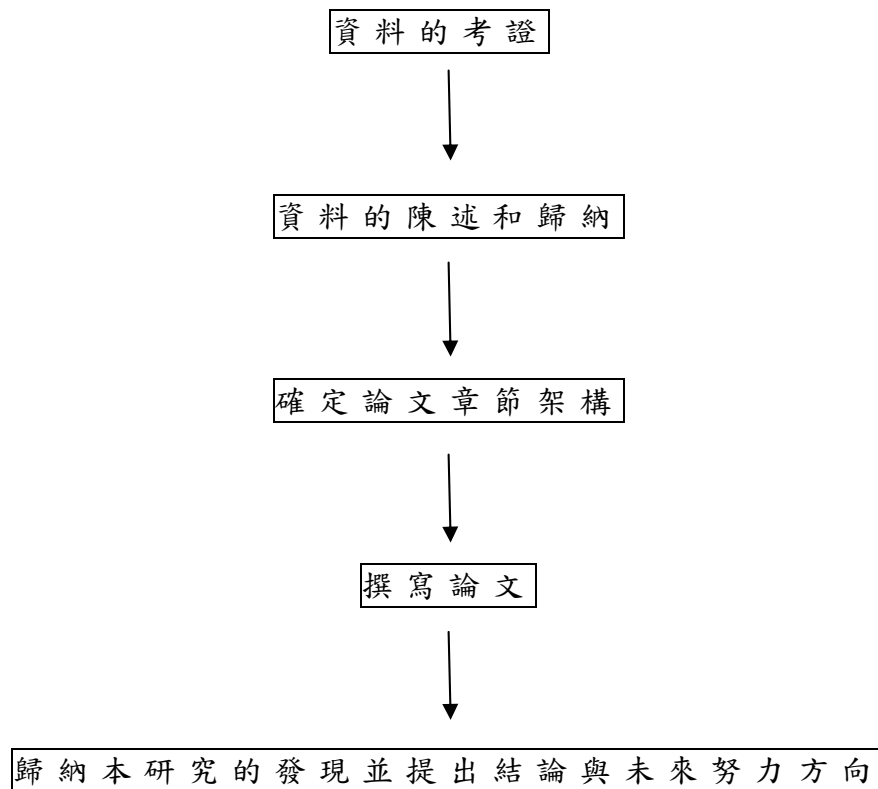 資料的考證
資料的陳述和歸納
確定論文章節架構
撰寫論文
歸納本研究的發現並提出結論與未來努力方向